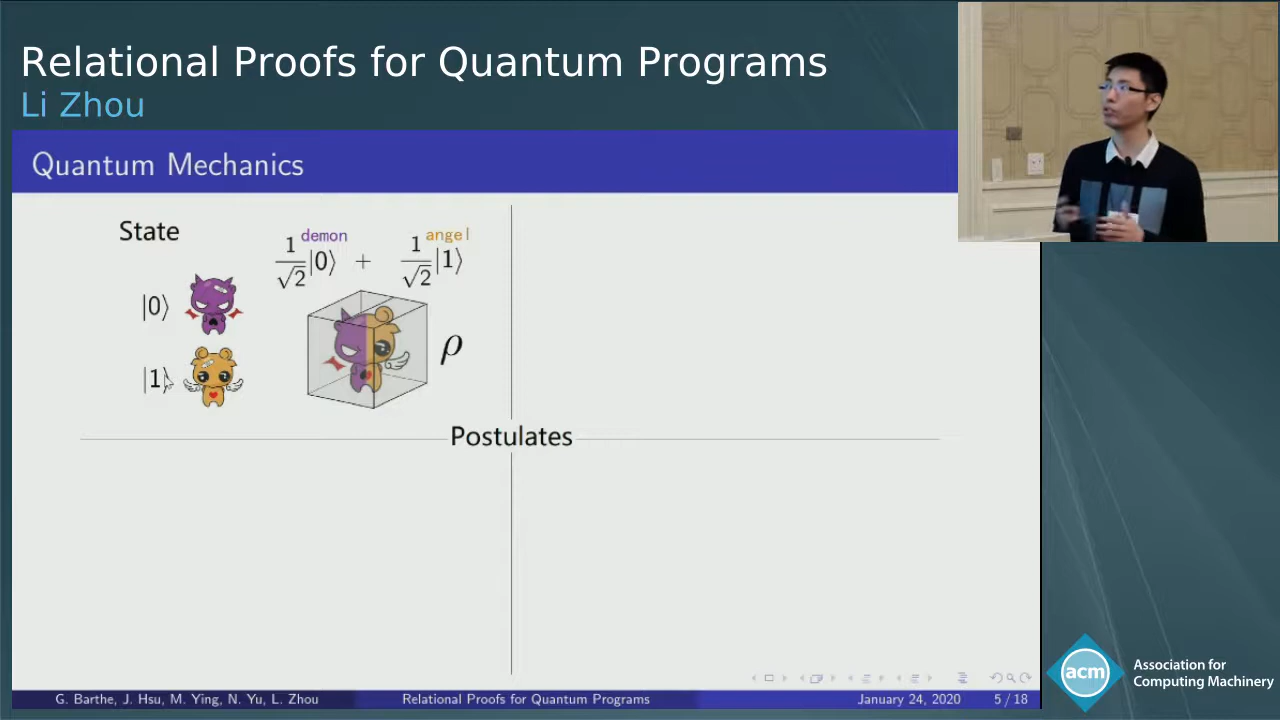 Relational Proofs for Quantum Programs
Li Zhou
Quantum Mechanics
State
demon angel
1/√2 |0⟩ + 1/√2 |1⟩
|0⟩
ρ
|1⟩
Postulates
G. Barthe, J. Hsu, M. Ying, N. Yu, L. Zhou Relational Proofs for Quantum Programs January 24, 2020 5 / 18
acm
Association for
Computing Machinery